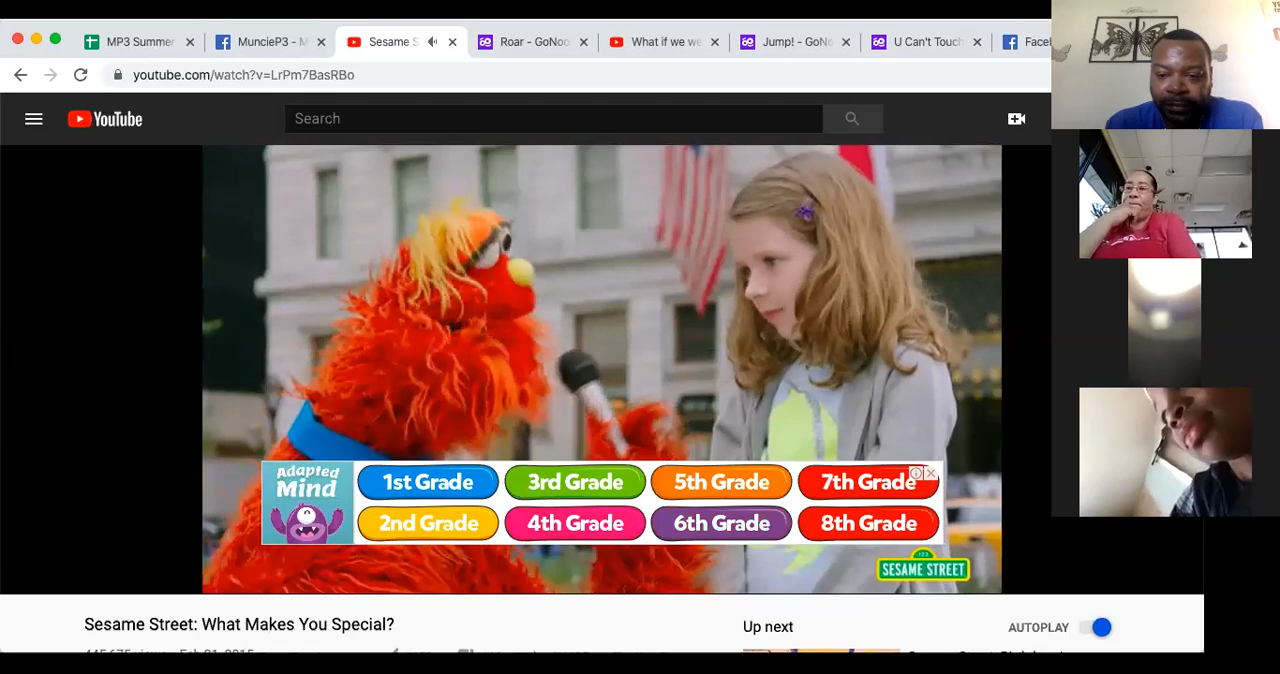 MP3 Summer
MuncieP3 - M
Sesame S
Roar - GoNoo
What if we we
Jump! - GoNo
U Can't Touch
Faceb
youtube.com/watch?v=LrPm7BasRBo
YouTube
Search
Adapted
Mind
1st Grade
3rd Grade
5th Grade
7th Grade
2nd Grade
4th Grade
6th Grade
8th Grade
123
SESAME STREET
Sesame Street: What Makes You Special?
Up next
AUTOPLAY